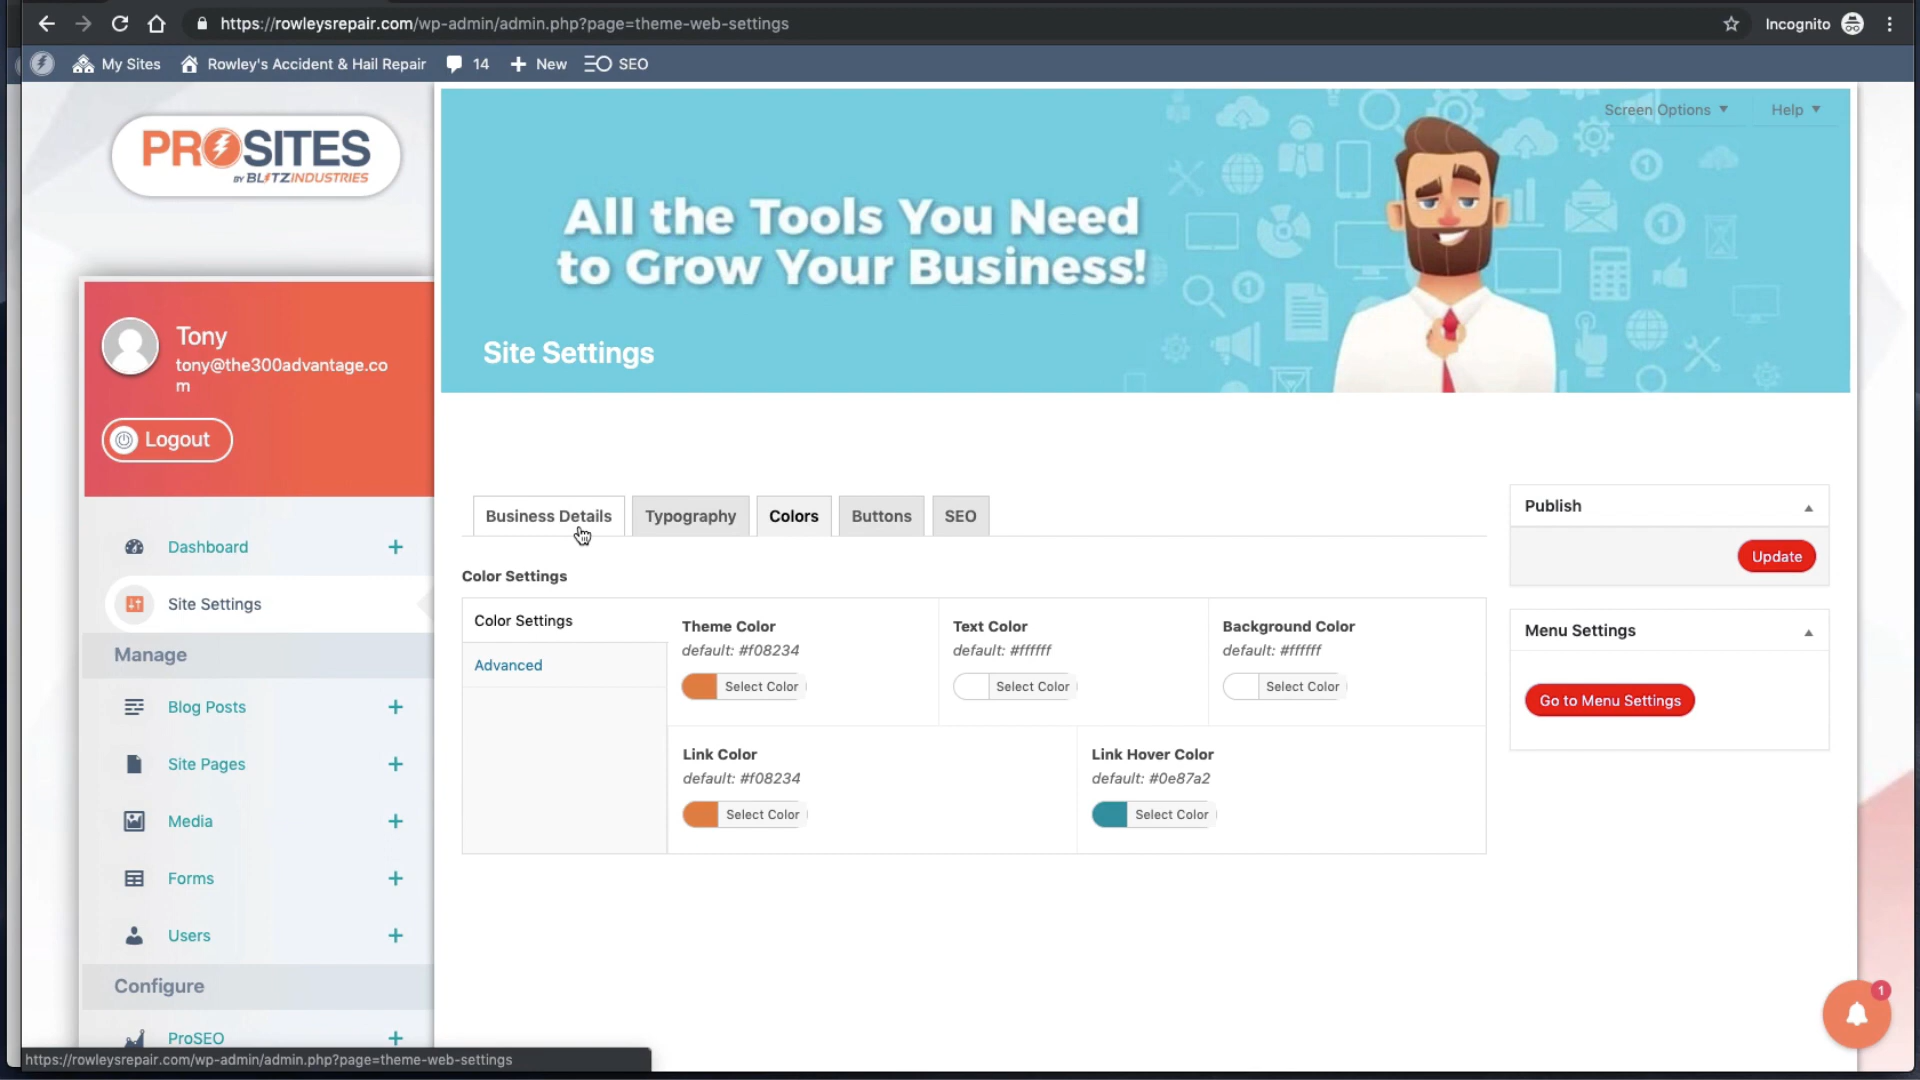 https://rowleysrepair.com/wp-admin/admin.php?page=theme-web-settings
Incognito
My Sites
Rowley's Accident & Hail Repair
14
New
SEO
PROSITES
BY BLITZINDUSTRIES
Screen Options
Help
All the Tools You Need
to Grow Your Business!
Site Settings
Tony
tony@the300advantage.co
m
Logout
Business Details
Typography
Colors
Buttons
SEO
Publish
Update
Dashboard
Site Settings
Manage
Blog Posts
Site Pages
Media
Forms
Users
Configure
ProSEO
Color Settings
Color Settings
Advanced
Theme Color
default: #f08234
Select Color
Text Color
default: #ffffff
Select Color
Background Color
default: #ffffff
Select Color
Link Color
default: #f08234
Select Color
Link Hover Color
default: #0e87a2
Select Color
Menu Settings
Go to Menu Settings
1
https://rowleysrepair.com/wp-admin/admin.php?page=theme-web-settings